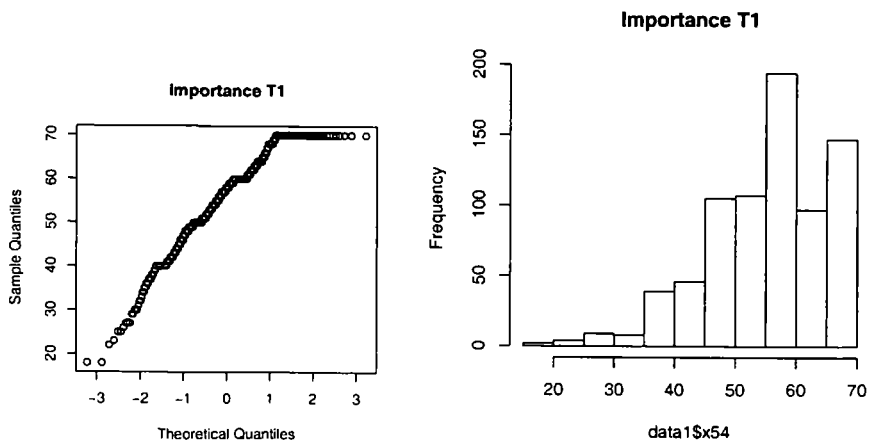 Importance T1
70
60
50
40
30
20
Sample Quantiles
-3 -2 -1 0 1 2 3
Theoretical Quantiles
Importance T1
200
150
100
50
0
Frequency
20 30 40 50 60 70
data1$x54